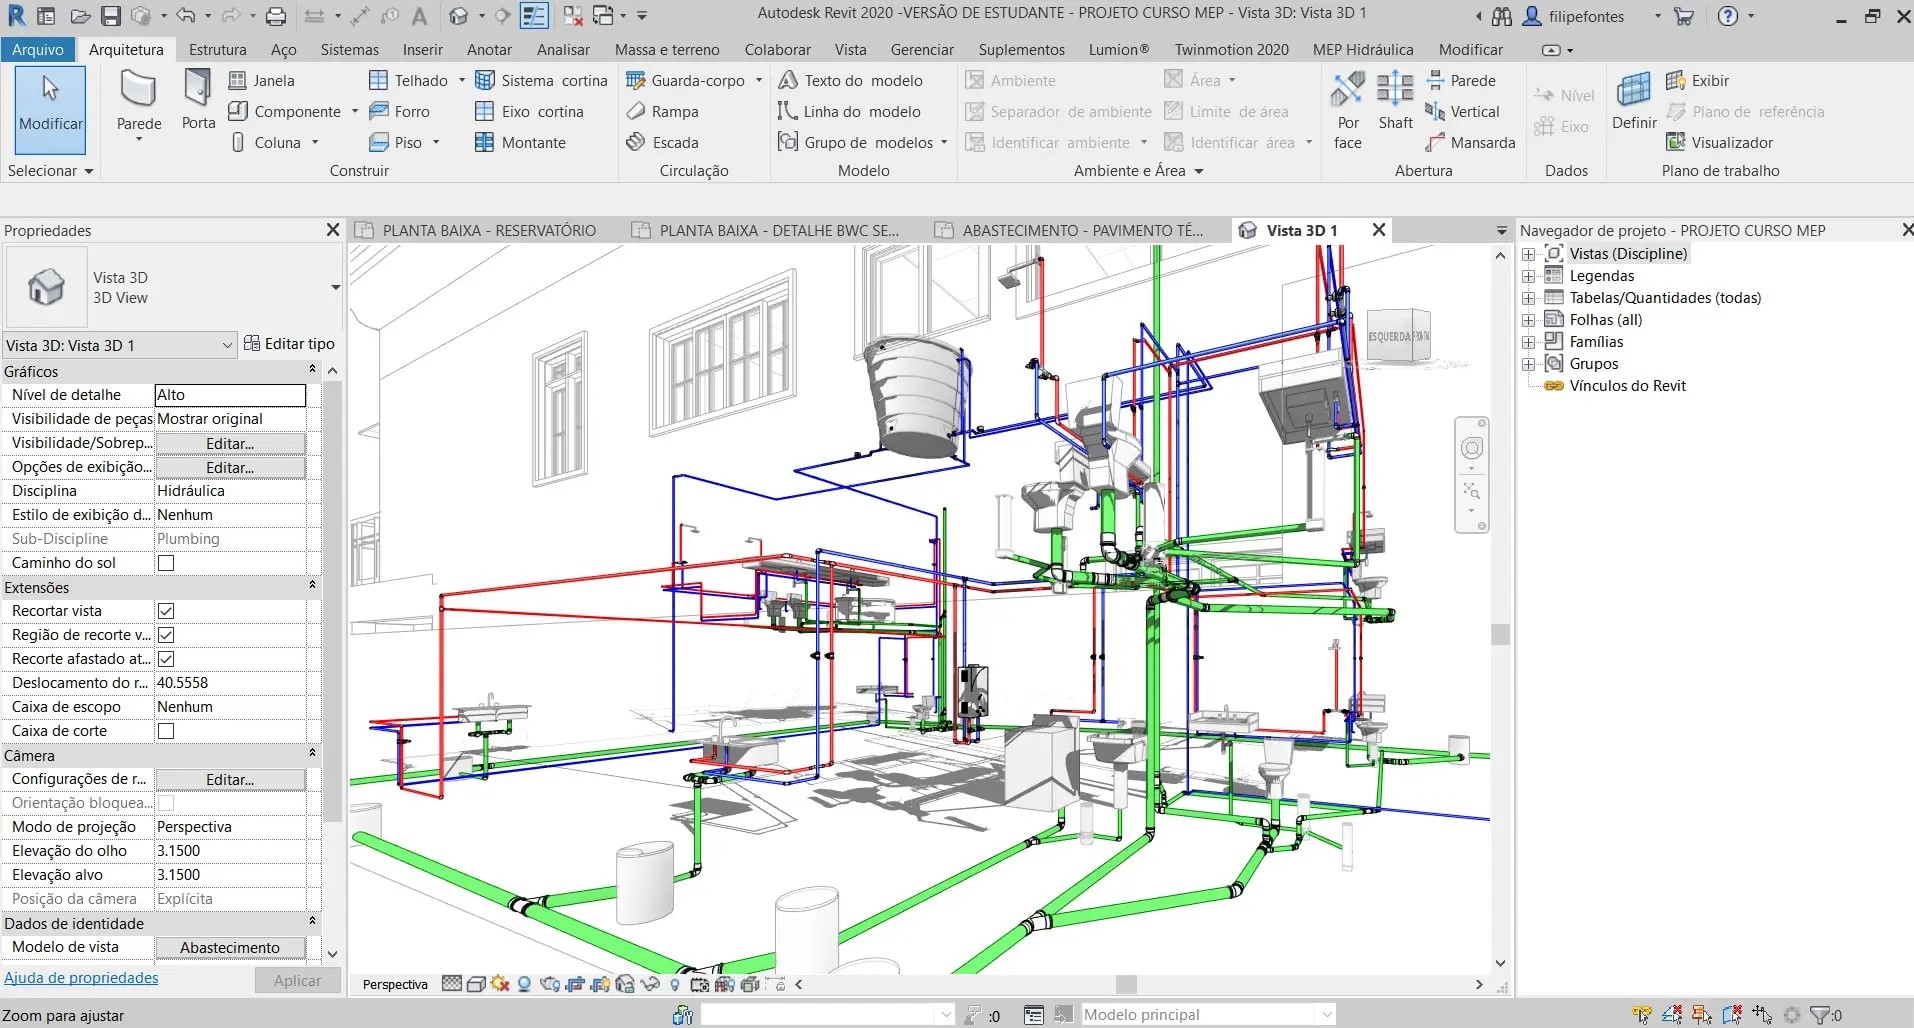 Autodesk Revit 2020 -VERSÃO DE ESTUDANTE - PROJETO CURSO MEP - Vista 3D: Vista 3D 1
filipefontes
Arquivo Arquitetura Estrutura Aço Sistemas Inserir Anotar Analisar Massa e terreno Colaborar Vista Gerenciar Suplementos Lumion® Twinmotion 2020 MEP Hidráulica Modificar
Modificar
Selecionar
Parede
Porta
Janela
Componente
Coluna
Telhado
Forro
Piso
Sistema cortina
Eixo cortina
Montante
Construir
Guarda-corpo
Rampa
Escada
Circulação
Texto do modelo
Linha do modelo
Grupo de modelos
Modelo
Ambiente
Separador de ambiente
Identificar ambiente
Área
Limite de área
Identificar área
Ambiente e Área
Por face
Shaft
Parede
Vertical
Mansarda
Abertura
Nível
Eixo
Dados
Definir
Exibir
Plano de referência
Visualizador
Plano de trabalho
Propriedades
Vista 3D
3D View
Vista 3D: Vista 3D 1
Editar tipo
Gráficos
Nível de detalhe Alto
Visibilidade de peças Mostrar original
Visibilidade/Sobrep... Editar...
Opções de exibição... Editar...
Disciplina Hidráulica
Estilo de exibição d... Nenhum
Sub-Discipline Plumbing
Caminho do sol
Extensões
Recortar vista
Região de recorte v...
Recorte afastado at...
Deslocamento do r... 40.5558
Caixa de escopo Nenhum
Caixa de corte
Câmera
Configurações de r... Editar...
Orientação bloquea...
Modo de projeção Perspectiva
Elevação do olho 3.1500
Elevação alvo 3.1500
Posição da câmera Explícita
Dados de identidade
Modelo de vista Abastecimento
Ajuda de propriedades Aplicar
PLANTA BAIXA - RESERVATÓRIO
PLANTA BAIXA - DETALHE BWC SE...
ABASTECIMENTO - PAVIMENTO TÉ...
Vista 3D 1
ESQUERDA
Perspectiva
Navegador de projeto - PROJETO CURSO MEP
Vistas (Discipline)
Legendas
Tabelas/Quantidades (todas)
Folhas (all)
Famílias
Grupos
Vínculos do Revit
Zoom para ajustar
:0
Modelo principal
:0